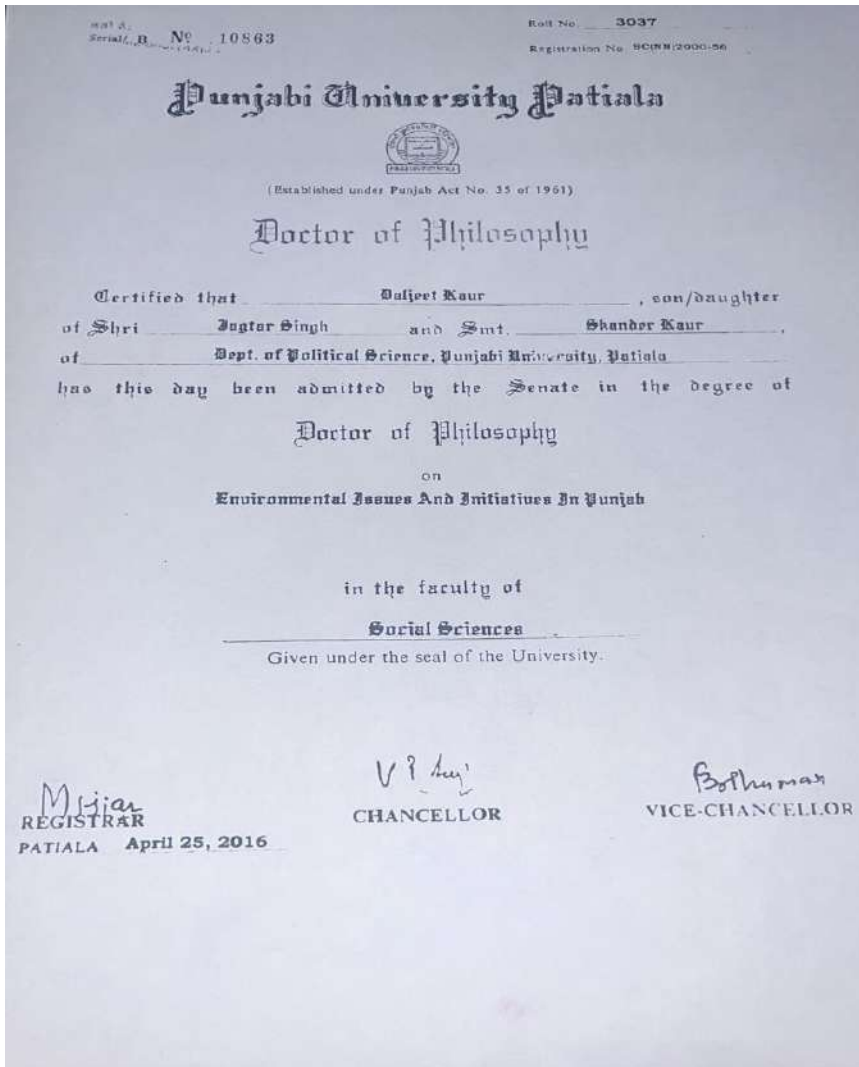 Roll No. 3037
Serial B No 10863
Registration No.
Punjabi University Patiala
(Established under Punjab Act No. 35 of 1961)
Doctor of Philosophy
Certified that Daljeet Kaur, son/daughter
of Shri Jagtar Singh and Smt. Skander Kaur,
of Dept. of Political Science, Punjabi University, Patiala
has this day been admitted by the Senate in the degree of
Doctor of Philosophy
on
Environmental Issues And Initiatives In Punjab
in the faculty of
Social Sciences
Given under the seal of the University.
REGISTRAR
CHANCELLOR
VICE-CHANCELLOR
PATIALA April 25, 2016